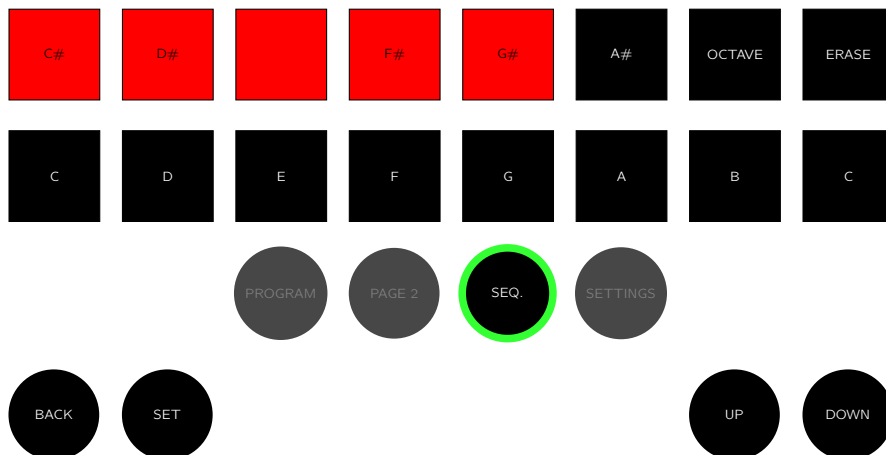 C# D# F# G# A# OCTAVE ERASE
C D E F G A B C
PROGRAM PAGE 2 SEQ. SETTINGS
BACK SET UP DOWN